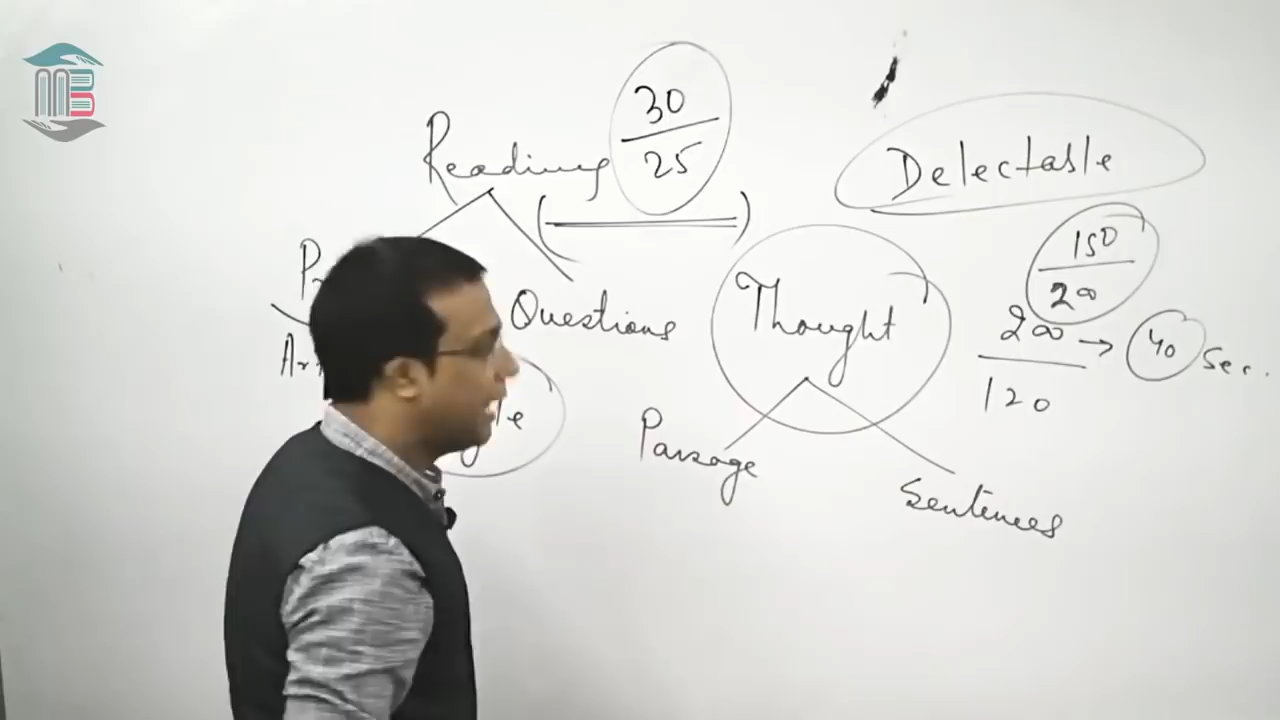 Reading
30
25
Delectable
150
200
Questions
Thought
200 → 40 Sec.
120
Passage
Sentences